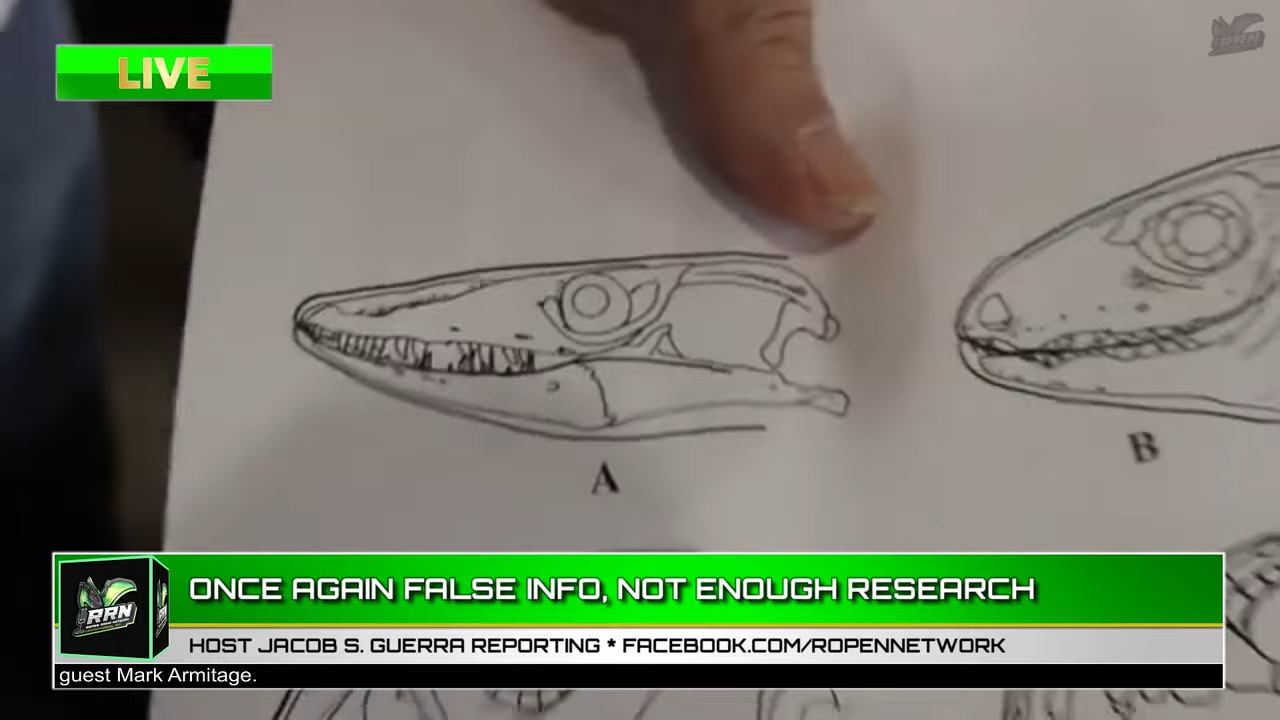 RRN
LIVE
A
B
ONCE AGAIN FALSE INFO, NOT ENOUGH RESEARCH
RRN
HOST JACOB S. GUERRA REPORTING * FACEBOOK.COM/ROPENNETWORK
guest Mark Armitage.